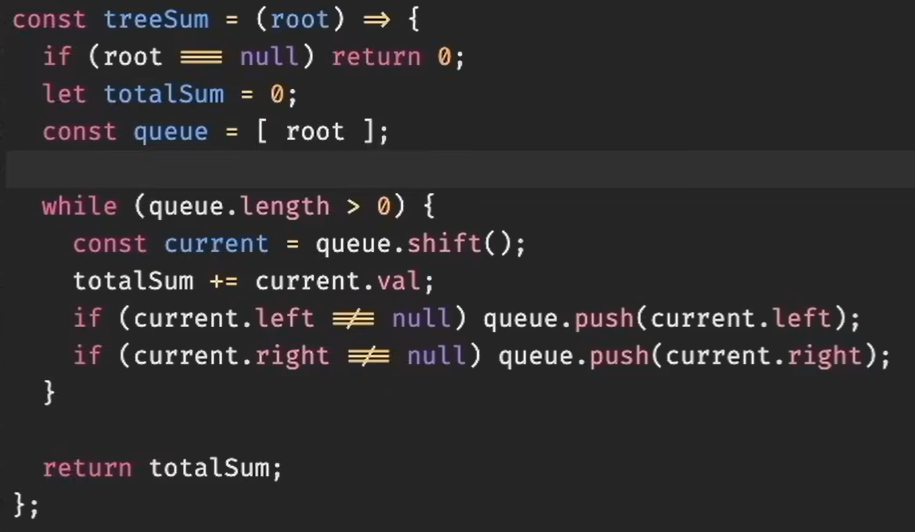 const treeSum = (root) => {
  if (root === null) return 0;
  let totalSum = 0;
  const queue = [ root ];

  while (queue.length > 0) {
    const current = queue.shift();
    totalSum += current.val;
    if (current.left !== null) queue.push(current.left);
    if (current.right !== null) queue.push(current.right);
  }

  return totalSum;
};